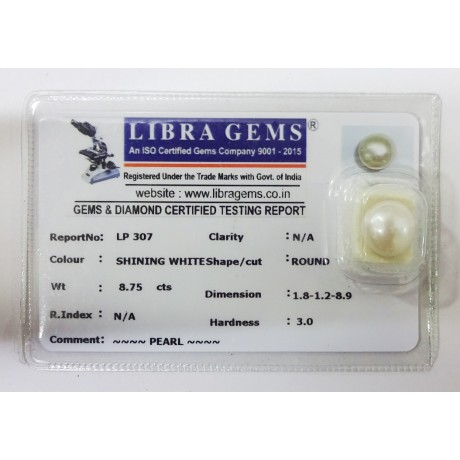 LIBRA GEMS ®
An ISO Certified Gems Company 9001 - 2015
Registered Under the Trade Marks with Govt. of India
website : www.libragems.co.in
GEMS & DIAMOND CERTIFIED TESTING REPORT
ReportNo: LP 307 Clarity : N/A
Colour : SHINING WHITE Shape/cut : ROUND
Wt : 8.75 cts Dimension : 1.8-1.2-8.9
R.Index : N/A Hardness : 3.0
Comment: ~~~~ PEARL ~~~~